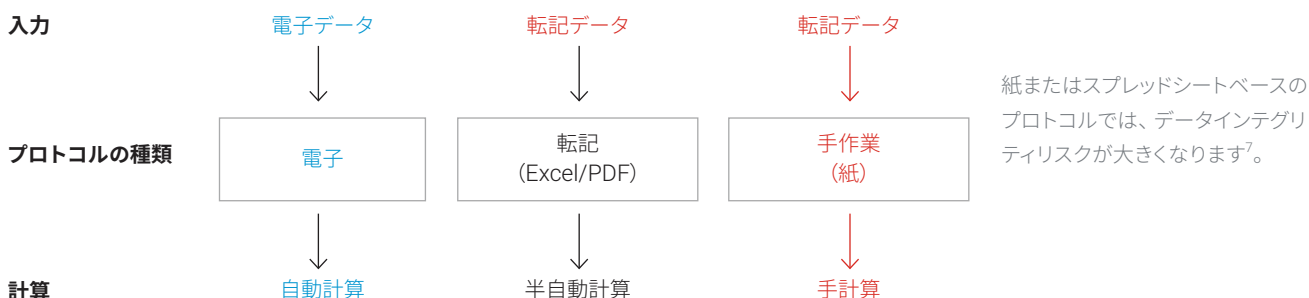 入力
電子データ
転記データ
転記データ
紙またはスプレッドシートベースの
プロトコルでは、データインテグリ
ティリスクが大きくなります7。
プロトコルの種類
電子
転記
（Excel/PDF）
手作業
（紙）
計算
自動計算
半自動計算
手計算